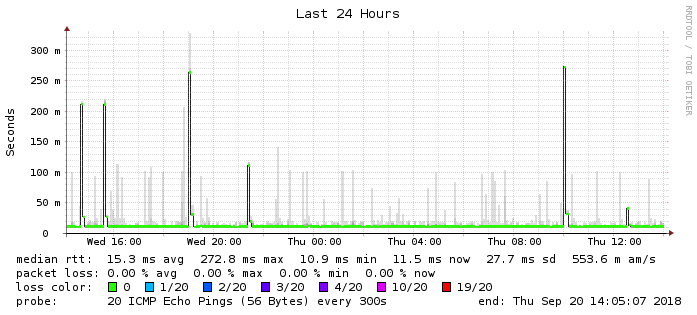 Last 24 Hours
RRDTOOL / TOBI OETIKER
Seconds
300 m
250 m
200 m
150 m
100 m
50 m
0
Wed 16:00 Wed 20:00 Thu 00:00 Thu 04:00 Thu 08:00 Thu 12:00
median rtt: 15.3 ms avg 272.8 ms max 10.9 ms min 11.5 ms now 27.7 ms sd 553.6 m am/s
packet loss: 0.00 % avg 0.00 % max 0.00 % min 0.00 % now
loss color: 0 1/20 2/20 3/20 4/20 10/20 19/20
probe: 20 ICMP Echo Pings (56 Bytes) every 300s end: Thu Sep 20 14:05:07 2018